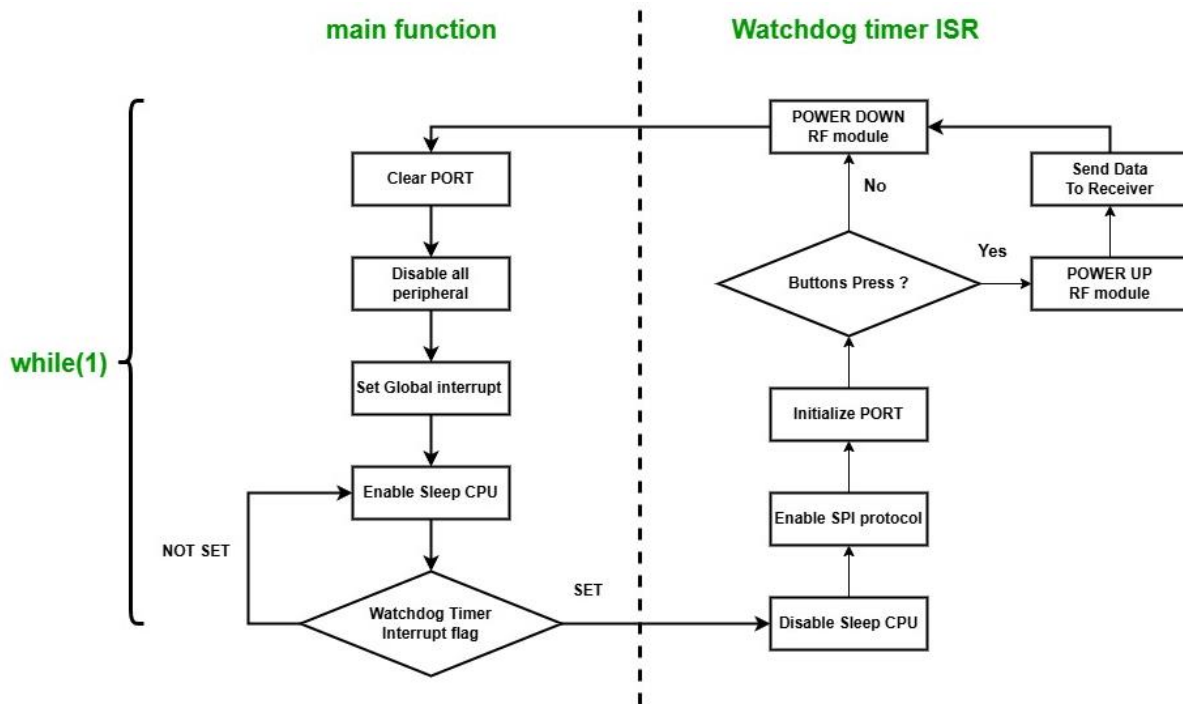 main function
Watchdog timer ISR
while(1)
Clear PORT
Disable all
peripheral
Set Global interrupt
Enable Sleep CPU
NOT SET
Watchdog Timer
Interrupt flag
SET
POWER DOWN
RF module
No
Send Data
To Receiver
Buttons Press ?
Yes
POWER UP
RF module
Initialize PORT
Enable SPI protocol
Disable Sleep CPU